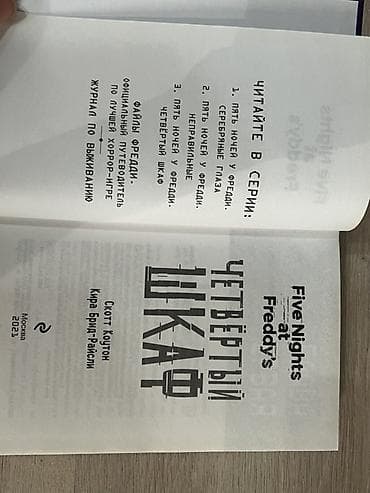 ЧИТАЙТЕ В СЕРИИ:
1. ПЯТЬ НОЧЕЙ У ФРЕДДИ.
СЕРЕБРЯНЫЕ ГЛАЗА
2. ПЯТЬ НОЧЕЙ У ФРЕДДИ.
НЕПРАВИЛЬНЫЕ
3. ПЯТЬ НОЧЕЙ У ФРЕДДИ.
ЧЕТВЁРТЫЙ ШКАФ
ФАЙЛЫ ФРЕДДИ.
ОФИЦИАЛЬНЫЙ ПУТЕВОДИТЕЛЬ
ПО ЛУЧШЕЙ ХОРРОР-ИГРЕ
ЖУРНАЛ ПО ВЫЖИВАНИЮ
Five Nights
at
Freddy's
ЧЕТВЁРТЫЙ
ШКАФ
Скотт Коутон
Кира Брид-Райсли
Москва
2021